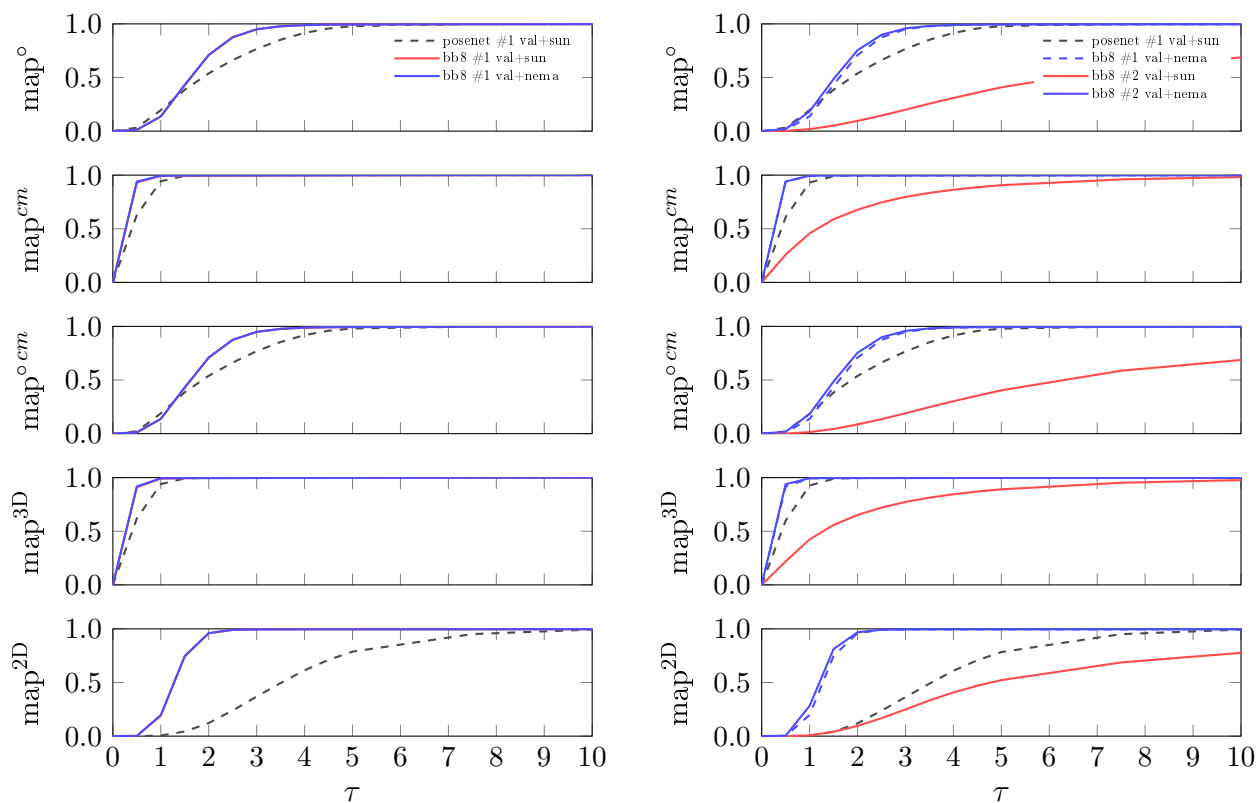 map°
1.0
0.5
0.0
posenet #1 val+sun
bb8 #1 val+sun
bb8 #1 val+nema
map^cm
1.0
0.5
0.0
map°cm
1.0
0.5
0.0
map^3D
1.0
0.5
0.0
map^2D
1.0
0.5
0.0
0 1 2 3 4 5 6 7 8 9 10
τ
map°
1.0
0.5
0.0
posenet #1 val+sun
bb8 #1 val+nema
bb8 #2 val+sun
bb8 #2 val+nema
map^cm
1.0
0.5
0.0
map°cm
1.0
0.5
0.0
map^3D
1.0
0.5
0.0
map^2D
1.0
0.5
0.0
0 1 2 3 4 5 6 7 8 9 10
τ